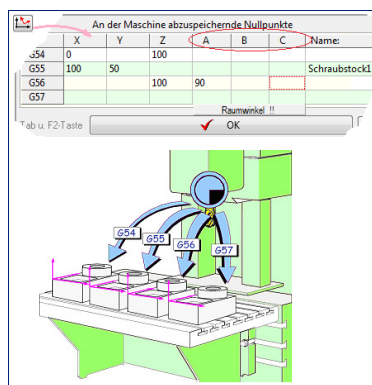 An der Maschine abzuspeichernde Nullpunkte
X Y Z A B C Name:
G54 0 100
G55 100 50 Schraubstock1
G56 100 90
G57
Raumwinkel !!
Tab u. F2-Taste OK
G54
G55
G56
G57